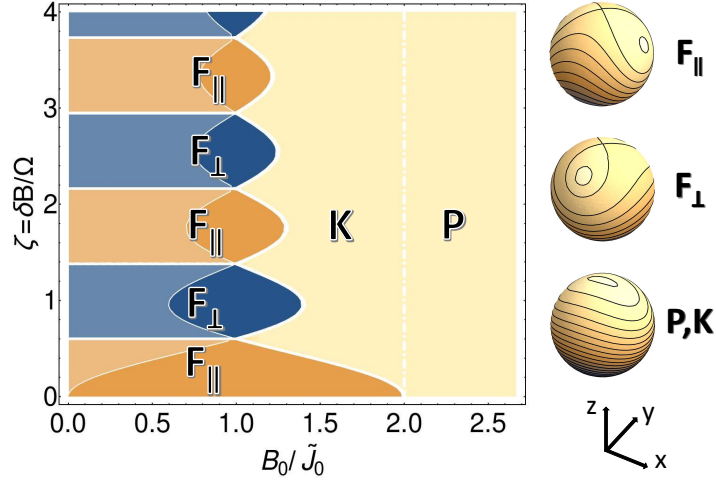 4
3
2
1
0
ζ=δB/Ω
F∥
F⊥
F∥
F⊥
F∥
K
P
0.0 0.5 1.0 1.5 2.0 2.5
B₀/ J̃₀
F∥
F⊥
P,K
z
y
x